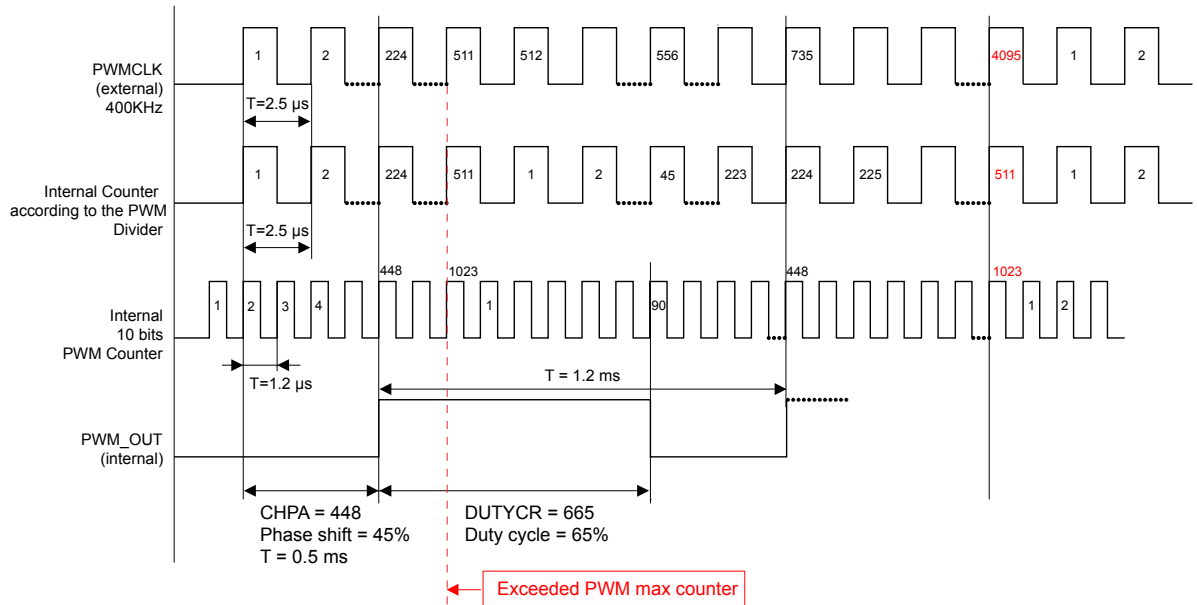 PWMCLK
(external)
400KHz
1 2 224 511 512 556 735 4095 1 2
T=2.5 µs
Internal Counter
according to the PWM
Divider
1 2 224 511 1 2 45 223 224 225 511 1 2
T=2.5 µs
448 1023 448 1023
Internal
10 bits
PWM Counter
1 2 3 4 1 90 1 2
T=1.2 µs
T = 1.2 ms
PWM_OUT
(internal)
CHPA = 448
Phase shift = 45%
T = 0.5 ms
DUTYCR = 665
Duty cycle = 65%
Exceeded PWM max counter